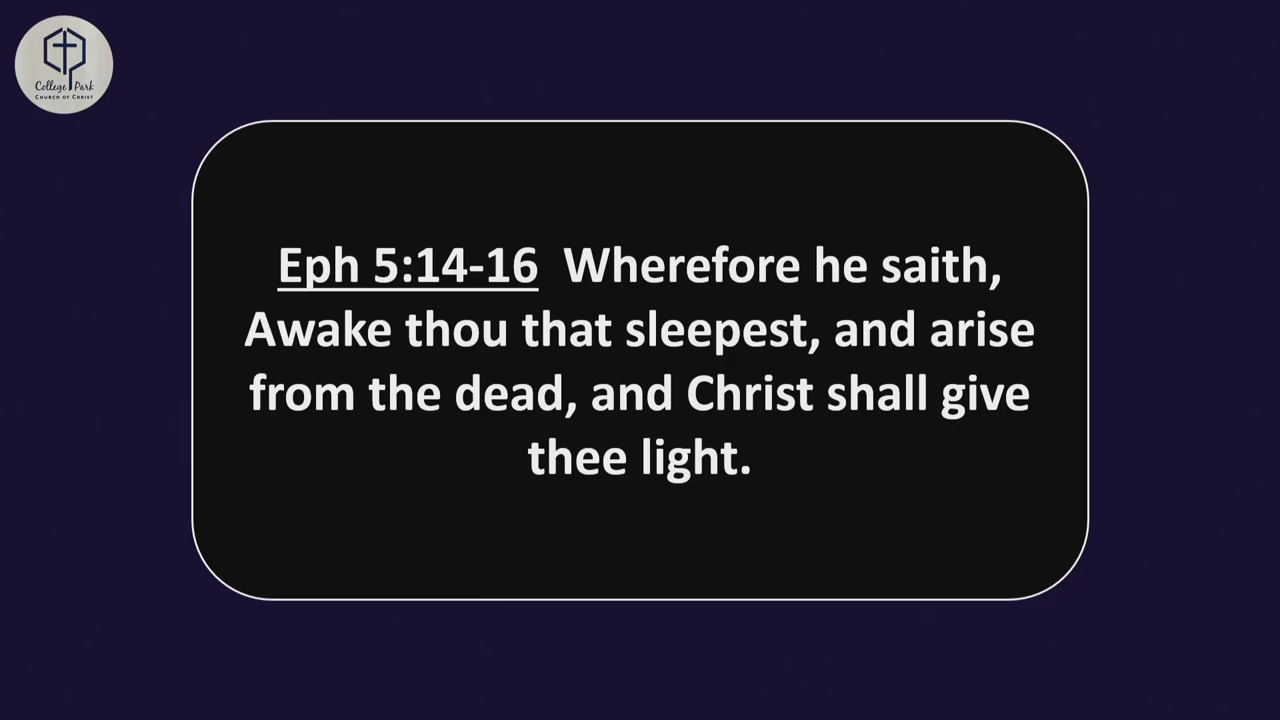 College Park
CHURCH OF CHRIST
Eph 5:14-16 Wherefore he saith,
Awake thou that sleepest, and arise
from the dead, and Christ shall give
thee light.